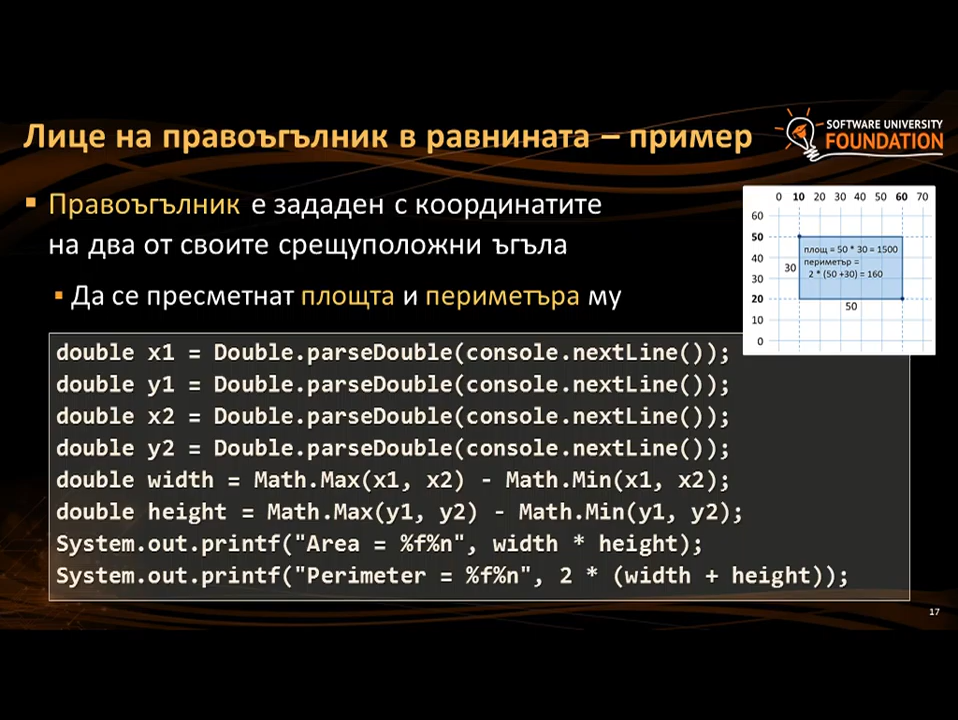 Лице на правоъгълник в равнината – пример
SOFTWARE UNIVERSITY
FOUNDATION
▪ Правоъгълник е зададен с координатите
на два от своите срещуположни ъгъла
▪ Да се пресметнат площта и периметъра му
0 10 20 30 40 50 60 70
60
50
40
30
20
10
0
площ = 50 * 30 = 1500
периметър =
2 * (50 +30) = 160
30
50
double x1 = Double.parseDouble(console.nextLine());
double y1 = Double.parseDouble(console.nextLine());
double x2 = Double.parseDouble(console.nextLine());
double y2 = Double.parseDouble(console.nextLine());
double width = Math.Max(x1, x2) - Math.Min(x1, x2);
double height = Math.Max(y1, y2) - Math.Min(y1, y2);
System.out.printf("Area = %f%n", width * height);
System.out.printf("Perimeter = %f%n", 2 * (width + height));
17